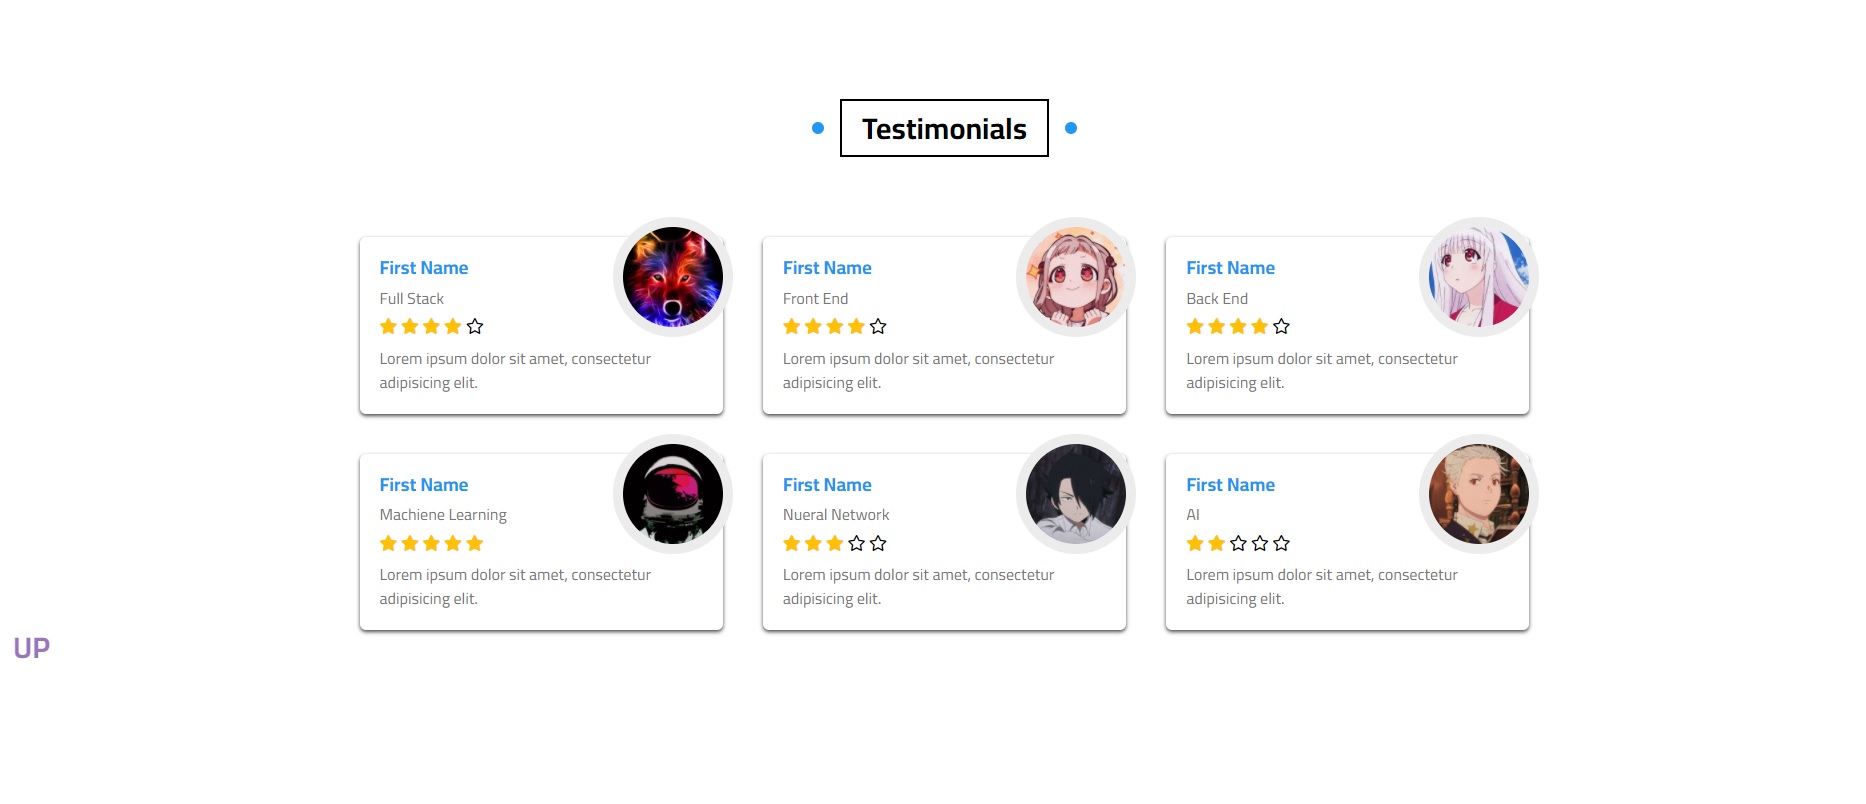 Testimonials
First Name
Full Stack
Lorem ipsum dolor sit amet, consectetur
adipisicing elit.
First Name
Front End
Lorem ipsum dolor sit amet, consectetur
adipisicing elit.
First Name
Back End
Lorem ipsum dolor sit amet, consectetur
adipisicing elit.
First Name
Machiene Learning
Lorem ipsum dolor sit amet, consectetur
adipisicing elit.
First Name
Nueral Network
Lorem ipsum dolor sit amet, consectetur
adipisicing elit.
First Name
AI
Lorem ipsum dolor sit amet, consectetur
adipisicing elit.
UP